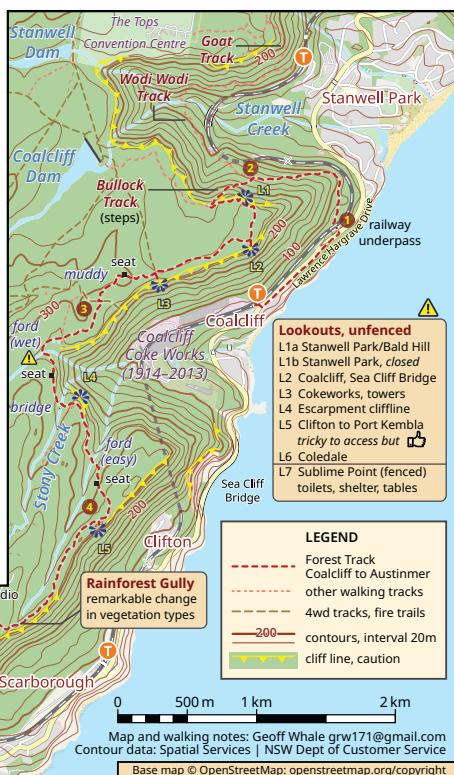 The Tops
Convention Centre
Goat
Track
200
T
Stanwell
Dam
Wodi Wodi
Track
Stanwell Park
Stanwell
Creek
Coalcliff
Dam
2
Bullock
Track
(steps)
L1
1
railway
underpass
Lawrence Hargrave Drive
200
100
L2
seat
muddy
L3
T
Coalcliff
300
3
ford
(wet)
seat
L4
bridge
Coalcliff
Coke Works
(1914–2013)
Stony Creek
ford
(easy)
seat
4
200
L5
Sea Cliff
Bridge
Clifton
Lookouts, unfenced
L1a Stanwell Park/Bald Hill
L1b Stanwell Park, closed
L2 Coalcliff, Sea Cliff Bridge
L3 Cokeworks, towers
L4 Escarpment cliffline
L5 Clifton to Port Kembla
tricky to access but
L6 Coledale
L7 Sublime Point (fenced)
toilets, shelter, tables
LEGEND
Forest Track
Coalcliff to Austinmer
other walking tracks
4wd tracks, fire trails
200 contours, interval 20m
cliff line, caution
dio
Rainforest Gully
remarkable change
in vegetation types
T
Scarborough
0 500 m 1 km 2 km
Map and walking notes: Geoff Whale grw171@gmail.com
Contour data: Spatial Services | NSW Dept of Customer Service
Base map © OpenStreetMap: openstreetmap.org/copyright